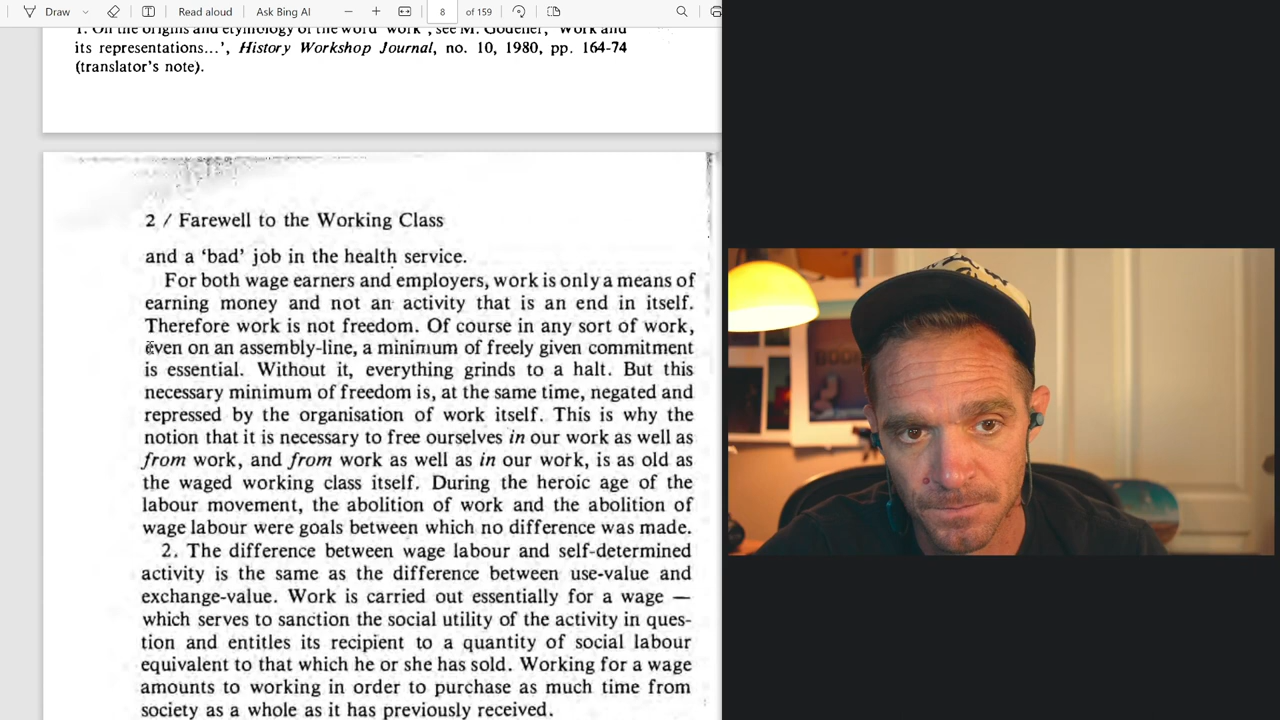 Draw
Read aloud
Ask Bing AI
8
of 159
1. On the origins and etymology of the word 'work', see M. Godelier, 'Work and
its representations...', History Workshop Journal, no. 10, 1980, pp. 164-74
(translator's note).
2 / Farewell to the Working Class
and a 'bad' job in the health service.
For both wage earners and employers, work is only a means of
earning money and not an activity that is an end in itself.
Therefore work is not freedom. Of course in any sort of work,
even on an assembly-line, a minimum of freely given commitment
is essential. Without it, everything grinds to a halt. But this
necessary minimum of freedom is, at the same time, negated and
repressed by the organisation of work itself. This is why the
notion that it is necessary to free ourselves in our work as well as
from work, and from work as well as in our work, is as old as
the waged working class itself. During the heroic age of the
labour movement, the abolition of work and the abolition of
wage labour were goals between which no difference was made.
2. The difference between wage labour and self-determined
activity is the same as the difference between use-value and
exchange-value. Work is carried out essentially for a wage —
which serves to sanction the social utility of the activity in ques-
tion and entitles its recipient to a quantity of social labour
equivalent to that which he or she has sold. Working for a wage
amounts to working in order to purchase as much time from
society as a whole as it has previously received.